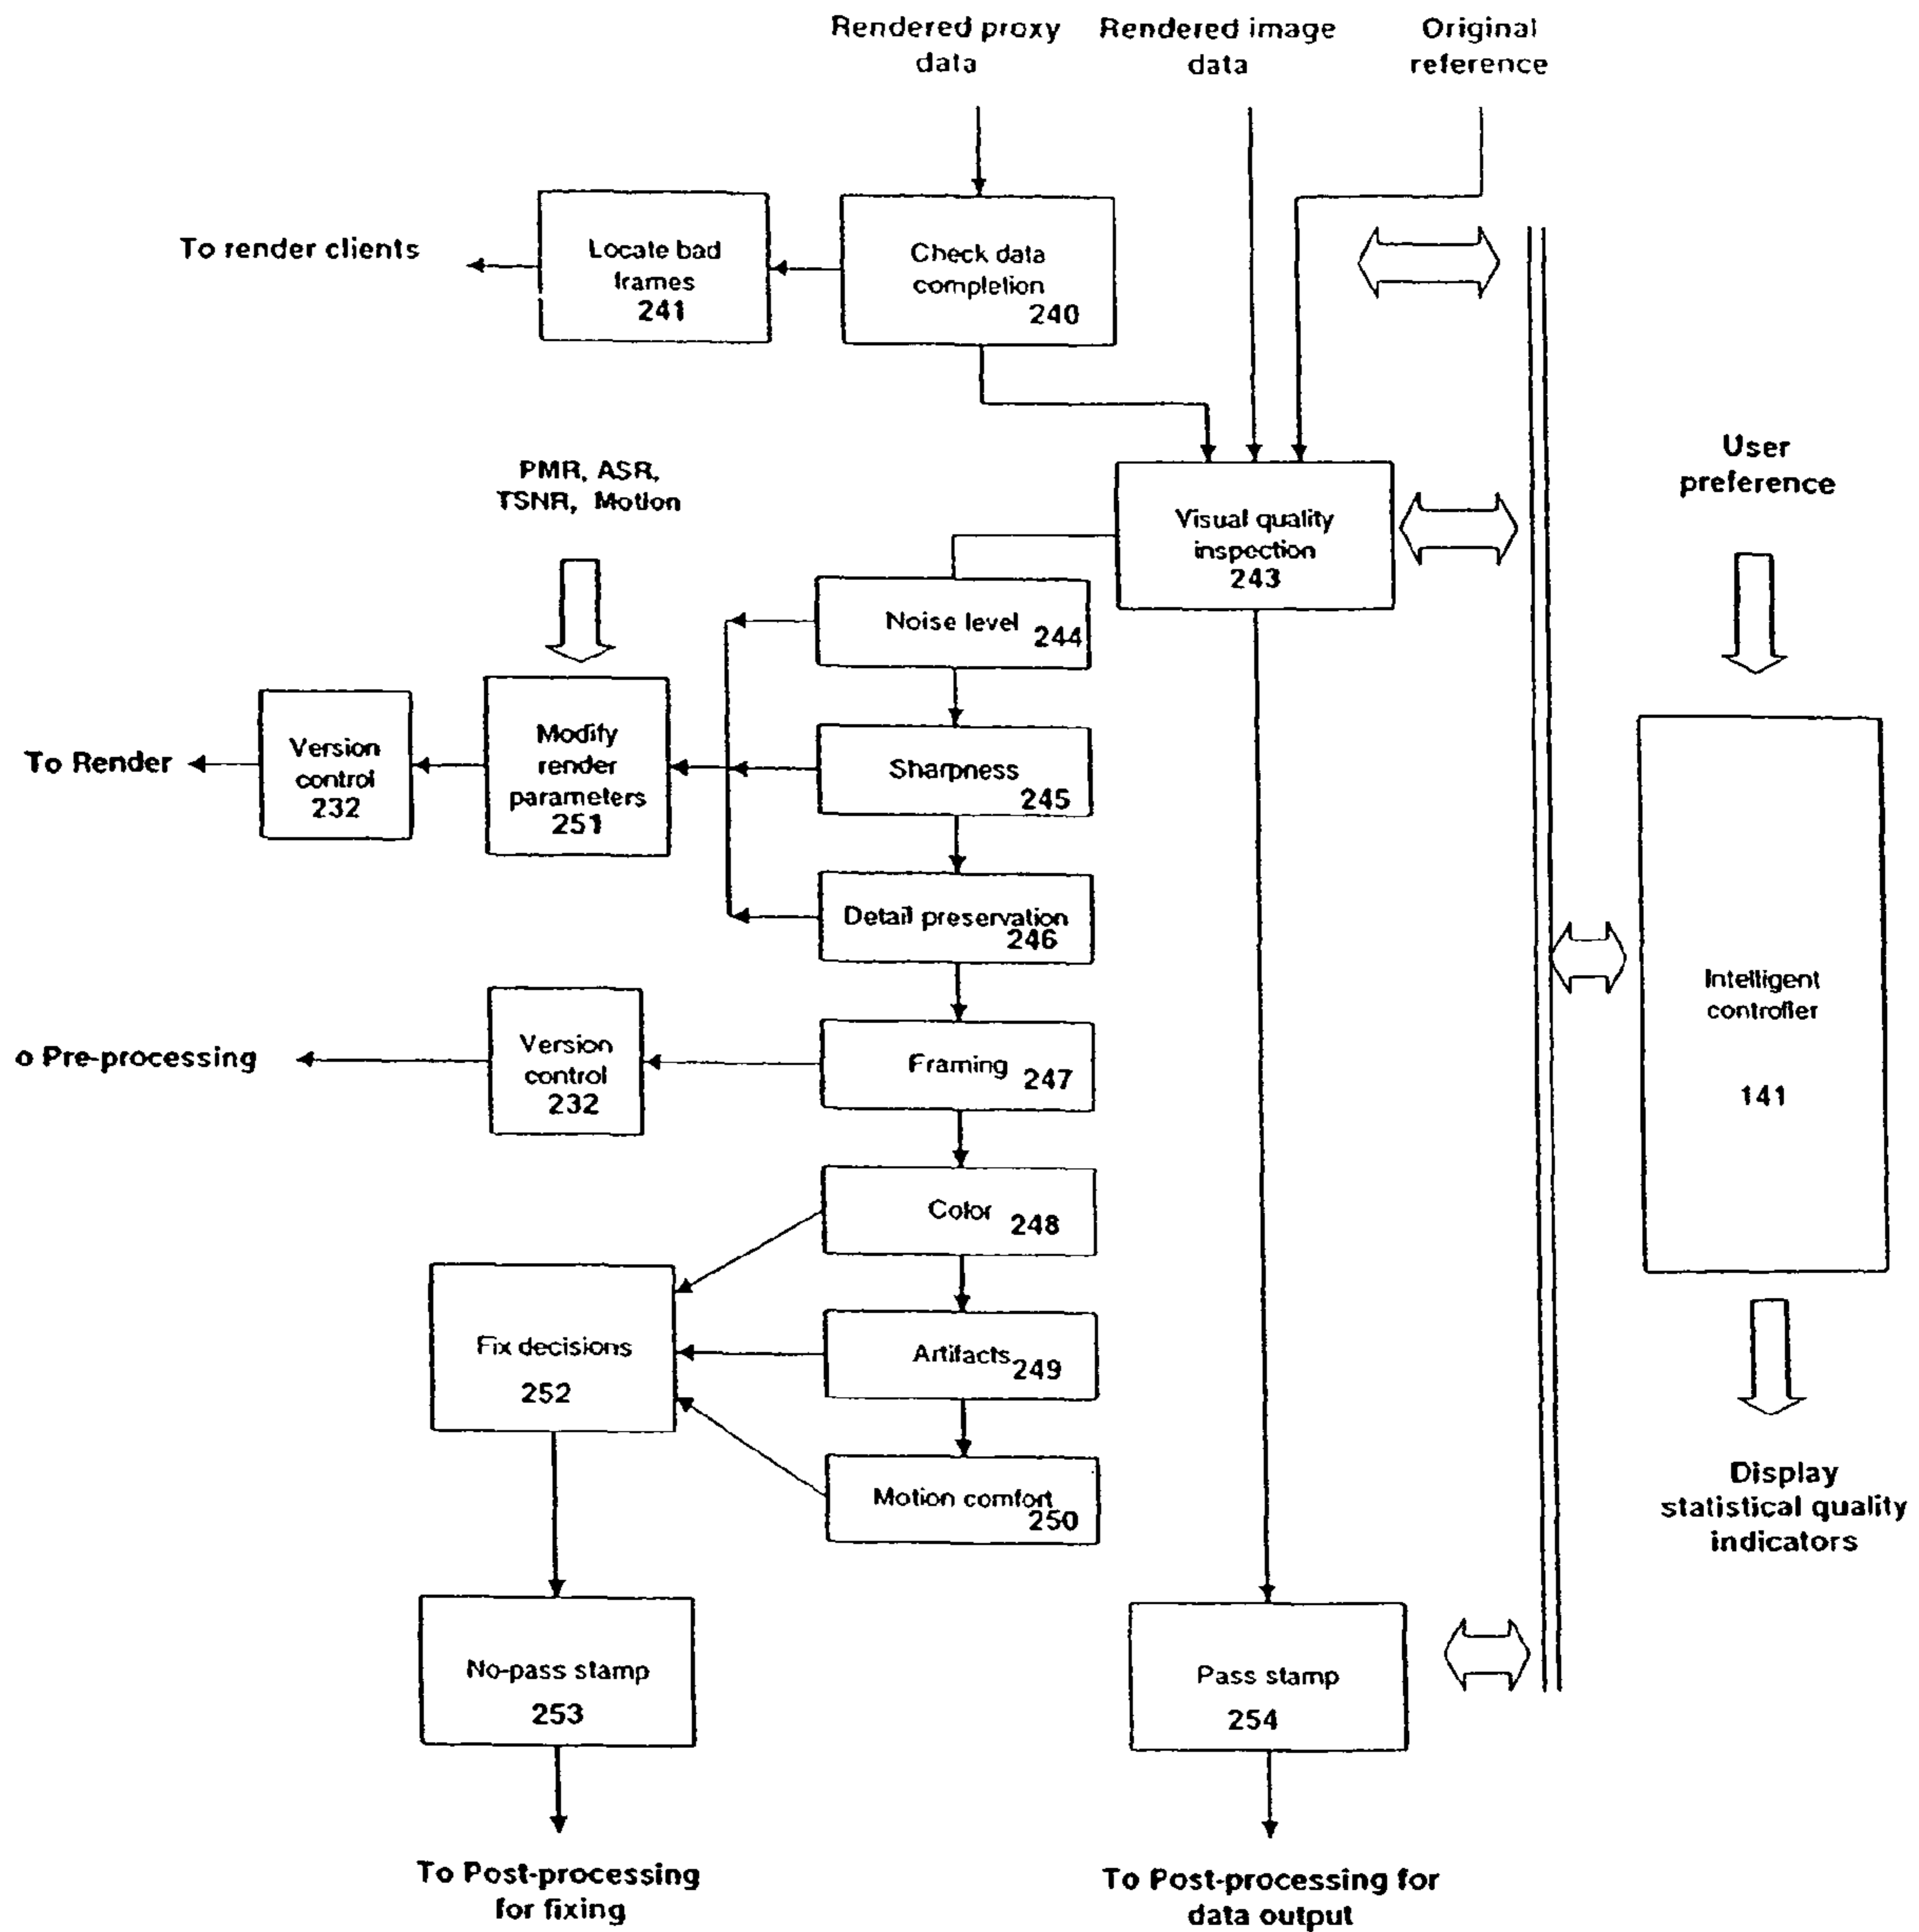 Rendered proxy
data
Rendered image
data
Original
reference
To render clients
Locate bad
frames
241
Check data
completion
240
PMR, ASR,
TSNR, Motion
Visual quality
inspection
243
User
preference
Noise level 244
To Render
Version
control
232
Modify
render
parameters
251
Sharpness
245
Detail preservation
246
o Pre-processing
Version
control
232
Framing 247
Intelligent
controller
141
Color 248
Fix decisions
252
Artifacts 249
Motion comfort
250
Display
statistical quality
indicators
No-pass stamp
253
Pass stamp
254
To Post-processing
for fixing
To Post-processing for
data output